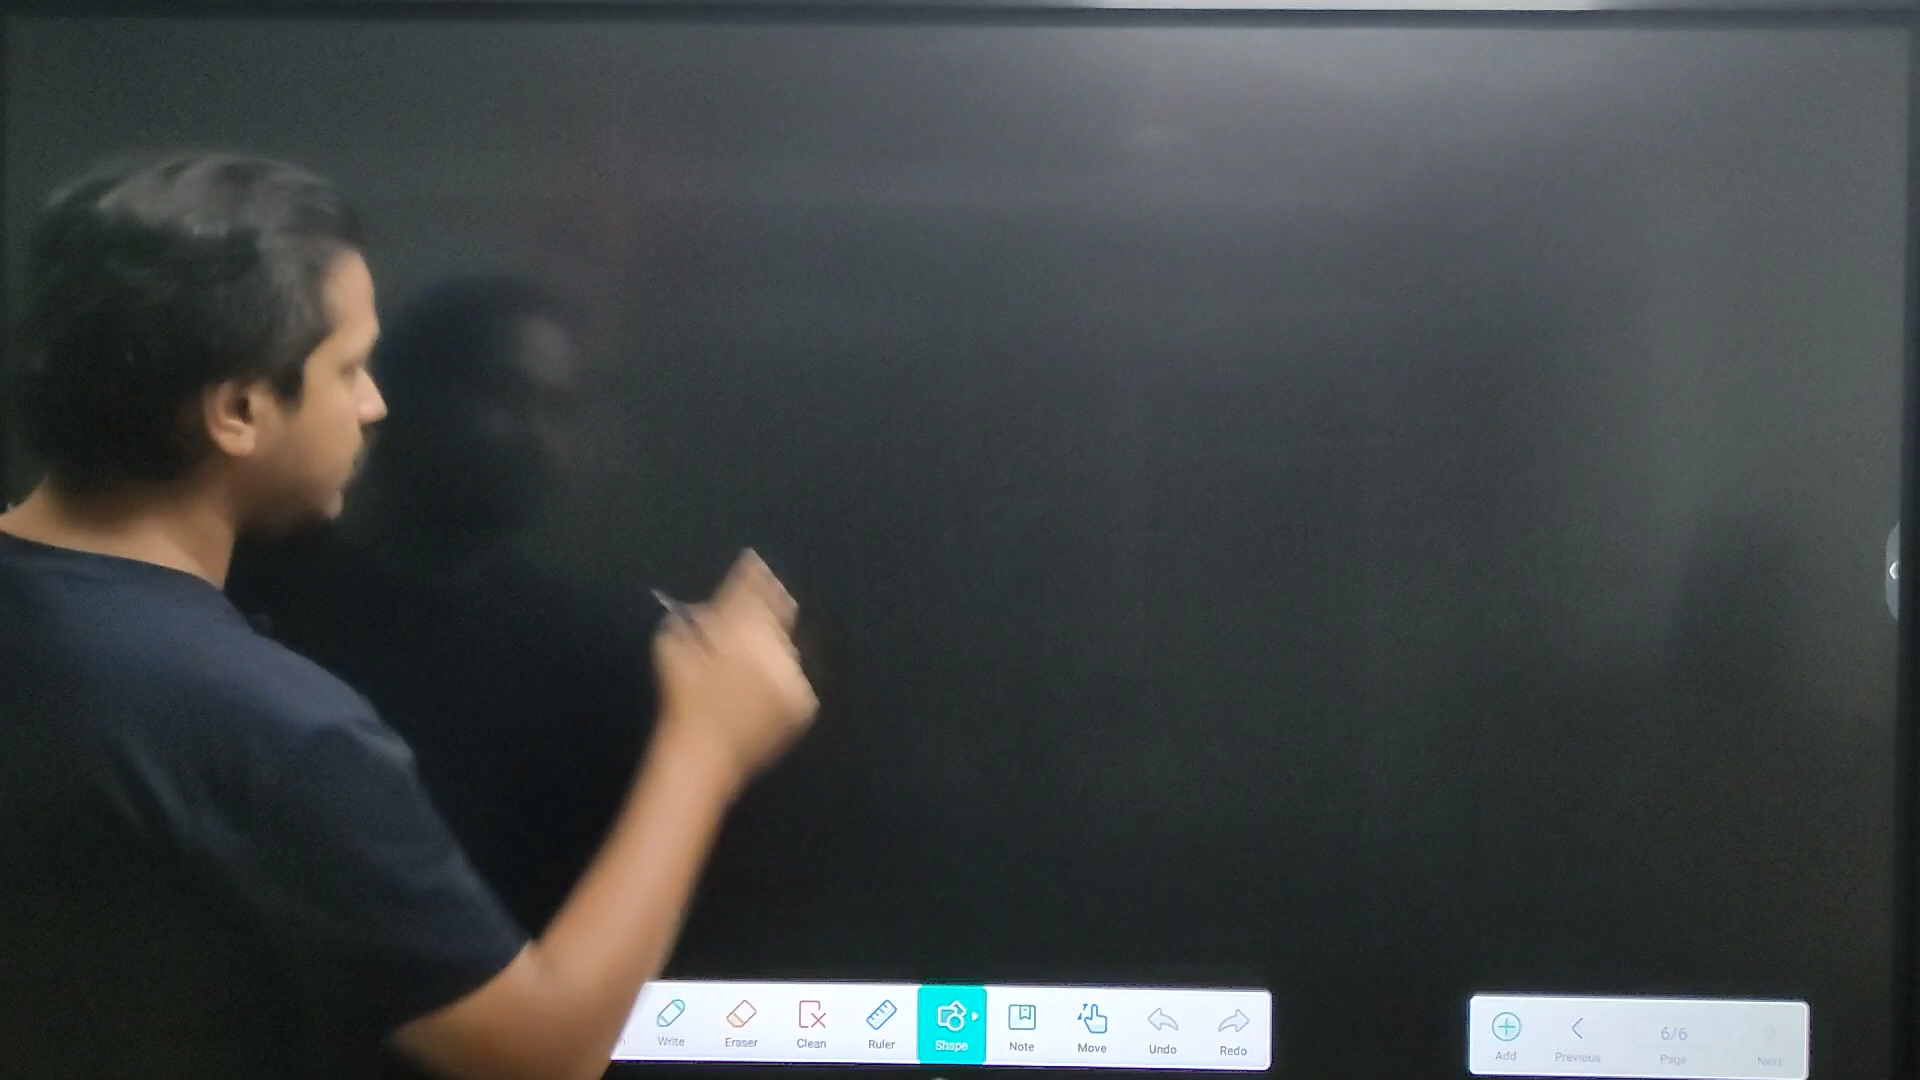 Write Eraser Clean Ruler Shape Note Move Undo Redo
Add Previous 6/6 Page Next